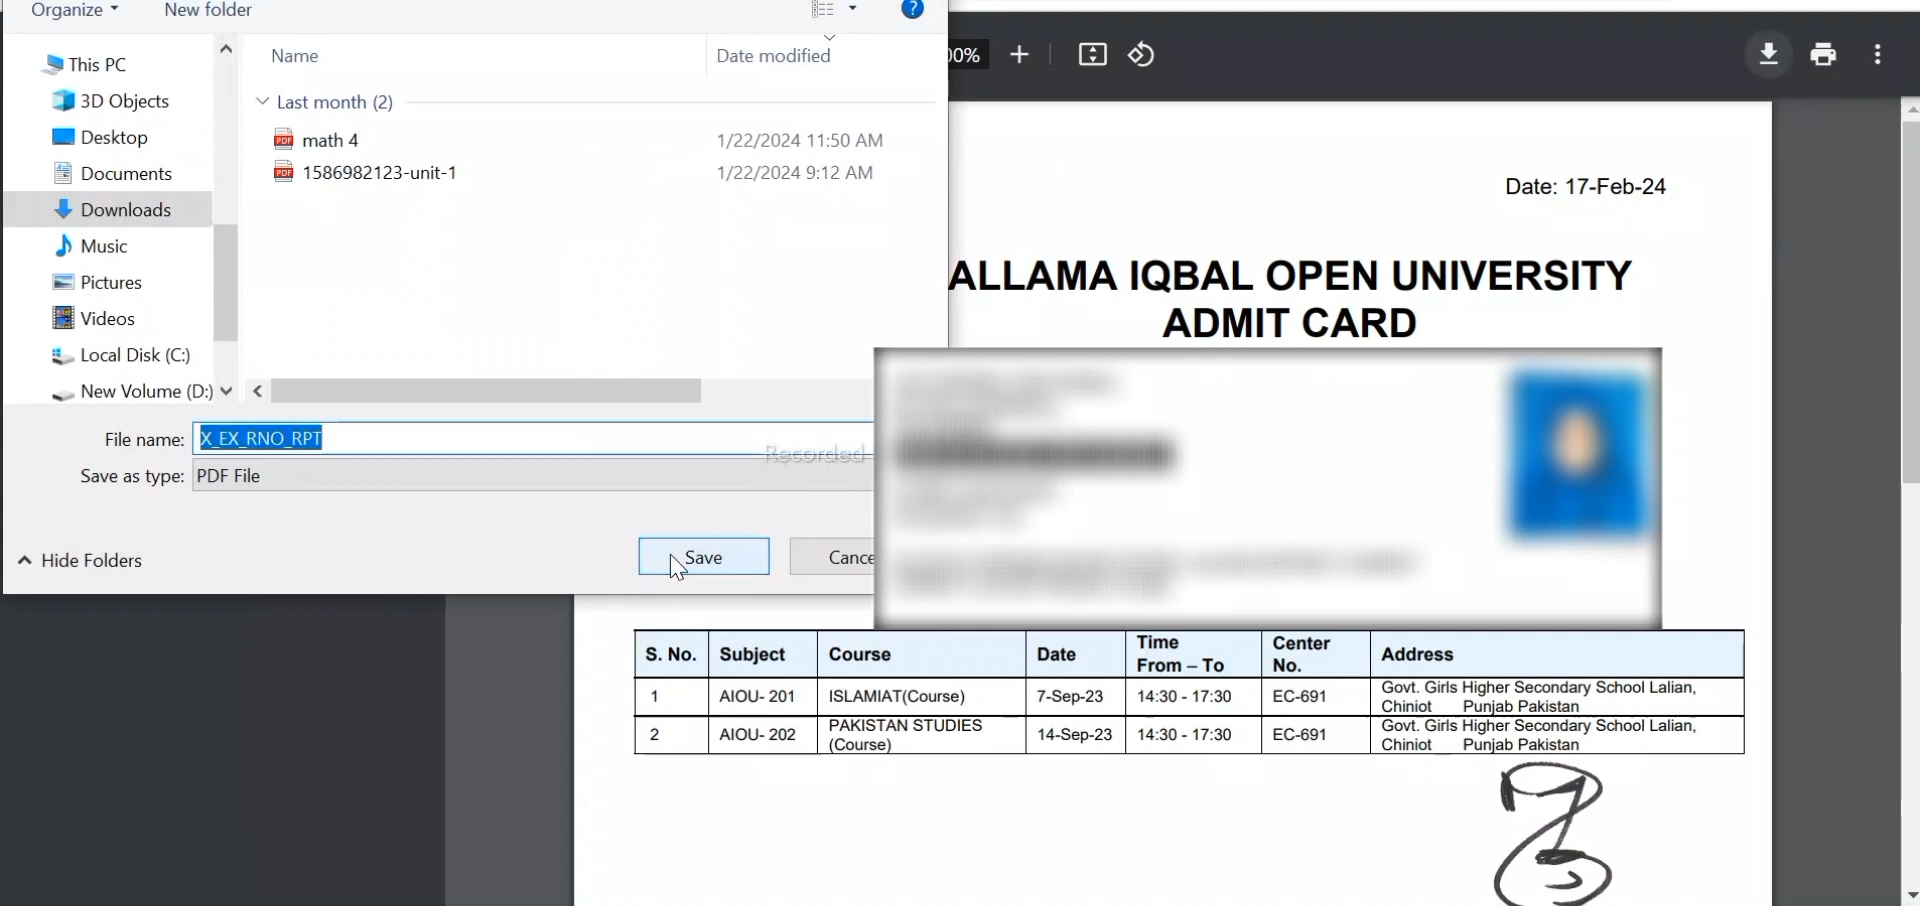 Organize
New folder
?
This PC
3D Objects
Desktop
Documents
Downloads
Music
Pictures
Videos
Local Disk (C:)
New Volume (D:)
Name
Date modified
Last month (2)
PDF
math 4
1/22/2024 11:50 AM
PDF
1586982123-unit-1
1/22/2024 9:12 AM
File name:
X_EX_RNO_RPT
Recorded
Save as type:
PDF File
Hide Folders
Save
Cance
00%
Date: 17-Feb-24
ALLAMA IQBAL OPEN UNIVERSITY
ADMIT CARD
S. No.
Subject
Course
Date
Time
From – To
Center
No.
Address
1
AIOU- 201
ISLAMIAT(Course)
7-Sep-23
14:30 - 17:30
EC-691
Govt. Girls Higher Secondary School Lalian,
Chiniot Punjab Pakistan
2
AIOU- 202
PAKISTAN STUDIES
(Course)
14-Sep-23
14:30 - 17:30
EC-691
Govt. Girls Higher Secondary School Lalian,
Chiniot Punjab Pakistan